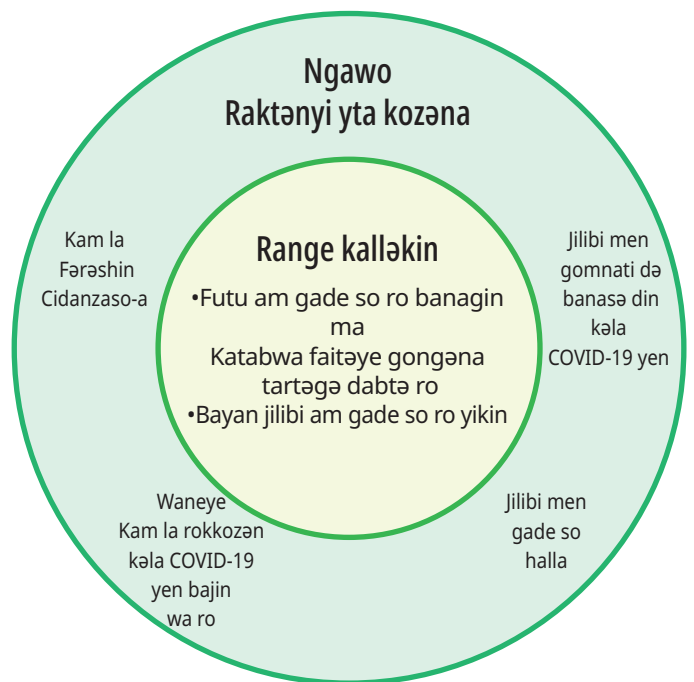 Ngawo
Raktənyi yta kozəna
Kam la
Fərəshin
Cidanzaso-a
Range kalləkin
•Futu am gade so ro banagin
ma
Katabwa faitəye gongəna
tartəgə dabtə ro
•Bayan jilibi am gade so ro yikin
Jilibi men
gomnati də
banasə din
kəla
COVID-19 yen
Waneye
Kam la rokkozən
kəla COVID-19
yen bajin
wa ro
Jilibi men
gade so
halla